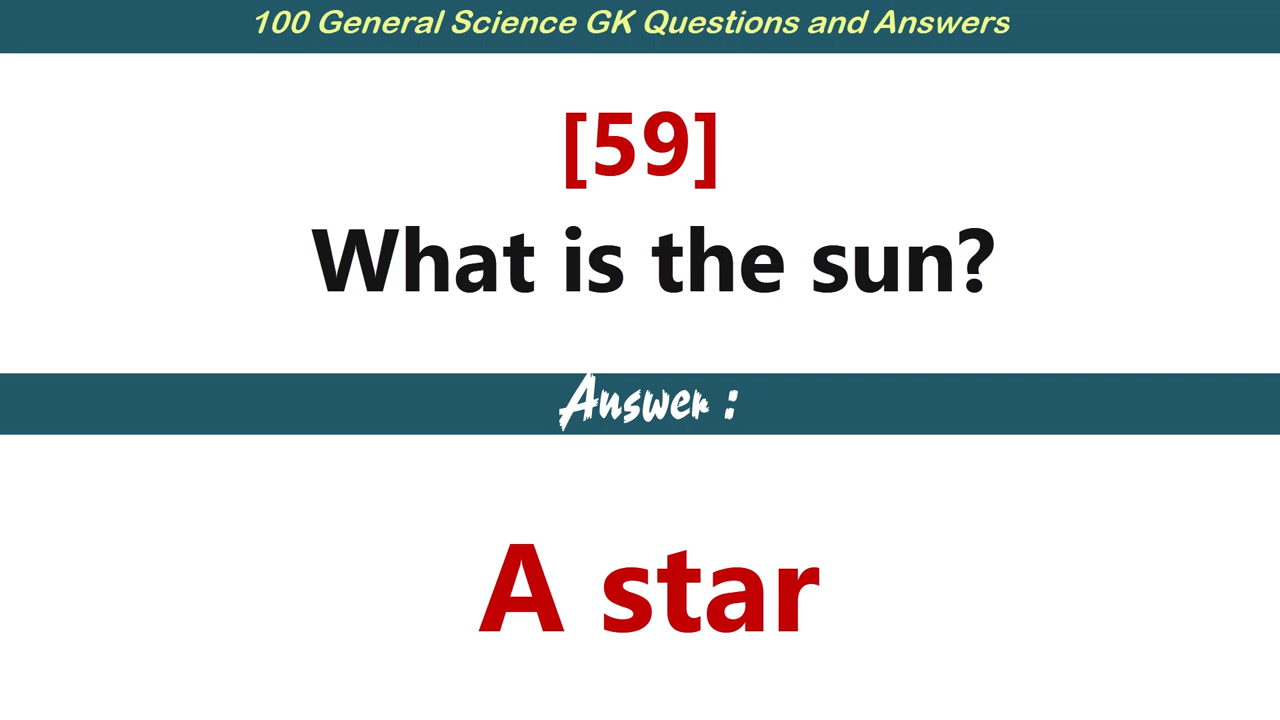 100 General Science GK Questions and Answers
[59]
What is the sun?
Answer :
A star